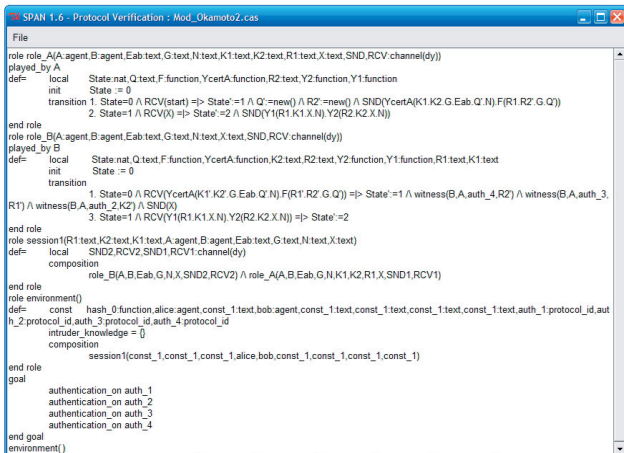 SPAN 1.6 - Protocol Verification : Mod_Okamoto2.cas
File
role role_A(A:agent,B:agent,Eab:text,G:text,N:text,K1:text,K2:text,R1:text,X:text,SND,RCV:channel(dy))
played_by A
def= local State:nat,Q:text,F:function,YcertA:function,R2:text,Y2:function,Y1:function
init State := 0
transition 1. State=0 /\ RCV(start) =|> State':=1 /\ Q':=new() /\ R2':=new() /\ SND(YcertA(K1.K2.G.Eab.Q'.N).F(R1.R2'.G.Q'))
2. State=1 /\ RCV(X) =|> State':=2 /\ SND(Y1(R1.K1.X.N).Y2(R2.K2.X.N))
end role
role role_B(A:agent,B:agent,Eab:text,G:text,N:text,X:text,SND,RCV:channel(dy))
played_by B
def= local State:nat,Q:text,F:function,YcertA:function,K2:text,R2:text,Y2:function,Y1:function,R1:text,K1:text
init State := 0
transition
1. State=0 /\ RCV(YcertA(K1'.K2'.G.Eab.Q'.N).F(R1'.R2'.G.Q')) =|> State':=1 /\ witness(B,A,auth_4,R2') /\ witness(B,A,auth_3,
R1') /\ witness(B,A,auth_2,K2') /\ SND(X)
3. State=1 /\ RCV(Y1(R1.K1.X.N).Y2(R2.K2.X.N)) =|> State':=2
end role
role session1(R1:text,K2:text,K1:text,A:agent,B:agent,Eab:text,G:text,N:text,X:text)
def= local SND2,RCV2,SND1,RCV1:channel(dy)
composition
role_B(A,B,Eab,G,N,X,SND2,RCV2) /\ role_A(A,B,Eab,G,N,K1,K2,R1,X,SND1,RCV1)
end role
role environment()
def= const hash_0:function,alice:agent,const_1:text,bob:agent,const_1:text,const_1:text,const_1:text,const_1:text,auth_1:protocol_id,aut
h_2:protocol_id,auth_3:protocol_id,auth_4:protocol_id
intruder_knowledge = {}
composition
session1(const_1,const_1,const_1,alice,bob,const_1,const_1,const_1,const_1)
end role
goal
authentication_on auth_1
authentication_on auth_2
authentication_on auth_3
authentication_on auth_4
end goal
environment()